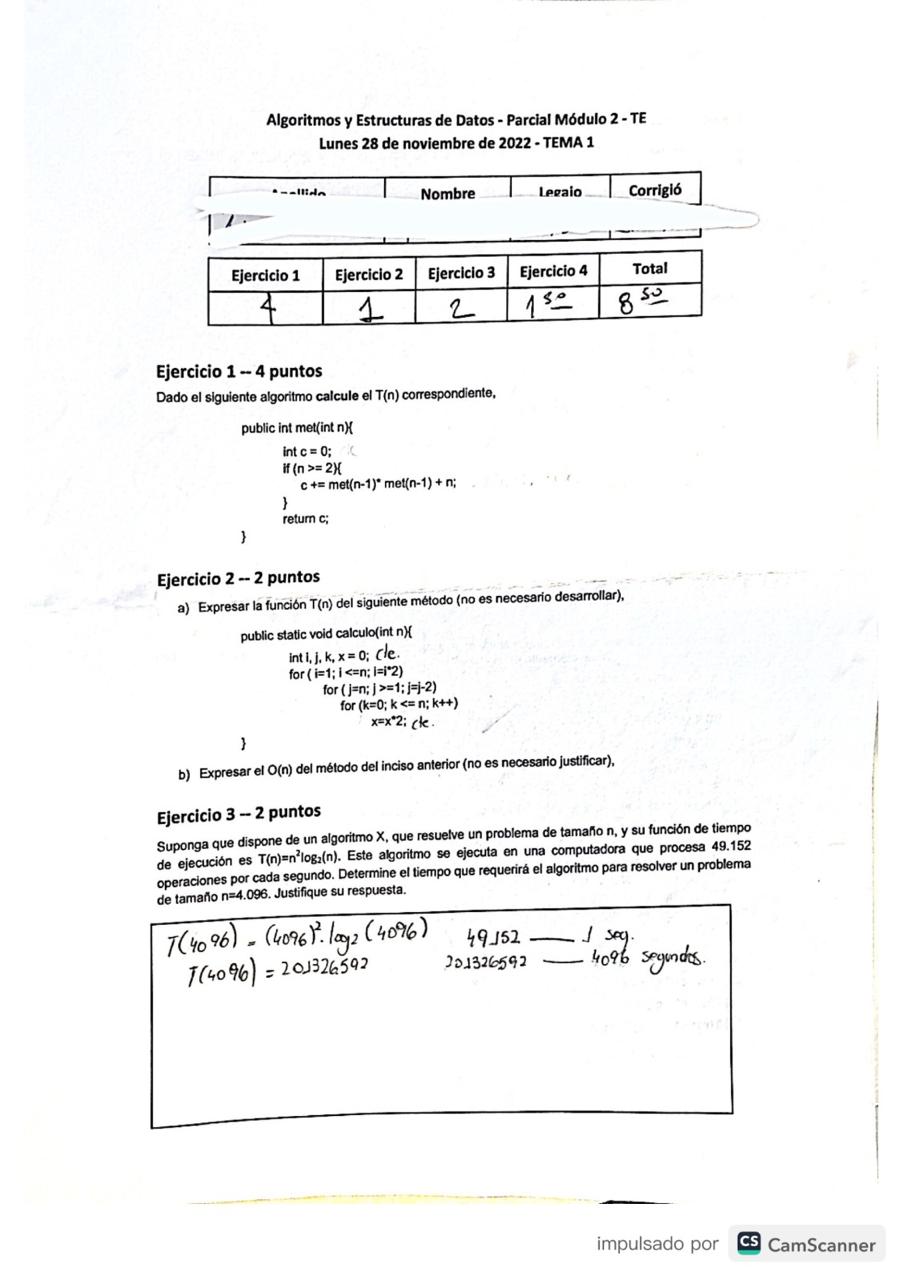 Algoritmos y Estructuras de Datos - Parcial Módulo 2 - TE
Lunes 28 de noviembre de 2022 - TEMA 1
Nombre Legajo Corrigió
Ejercicio 1 Ejercicio 2 Ejercicio 3 Ejercicio 4 Total
4 1 2 1 50 8 50
Ejercicio 1 -- 4 puntos
Dado el siguiente algoritmo calcule el T(n) correspondiente,
public int met(int n){
int c = 0;
if (n >= 2){
c += met(n-1)* met(n-1) + n;
}
return c;
}
Ejercicio 2 -- 2 puntos
a) Expresar la función T(n) del siguiente método (no es necesario desarrollar),
public static void calculo(int n){
int i, j, k, x = 0; cte.
for ( i=1; i <=n; i=i*2)
for ( j=n; j >=1; j=j-2)
for (k=0; k <= n; k++)
x=x*2; cte.
}
b) Expresar el O(n) del método del inciso anterior (no es necesario justificar),
Ejercicio 3 -- 2 puntos
Suponga que dispone de un algoritmo X, que resuelve un problema de tamaño n, y su función de tiempo
de ejecución es T(n)=n²log₂(n). Este algoritmo se ejecuta en una computadora que procesa 49.152
operaciones por cada segundo. Determine el tiempo que requerirá el algoritmo para resolver un problema
de tamaño n=4.096. Justifique su respuesta.
T(4096) = (4096)². log₂ (4096) 49152 — 1 seg.
T(4096) = 201326592 201326592 — 4096 segundos.
impulsado por CS CamScanner